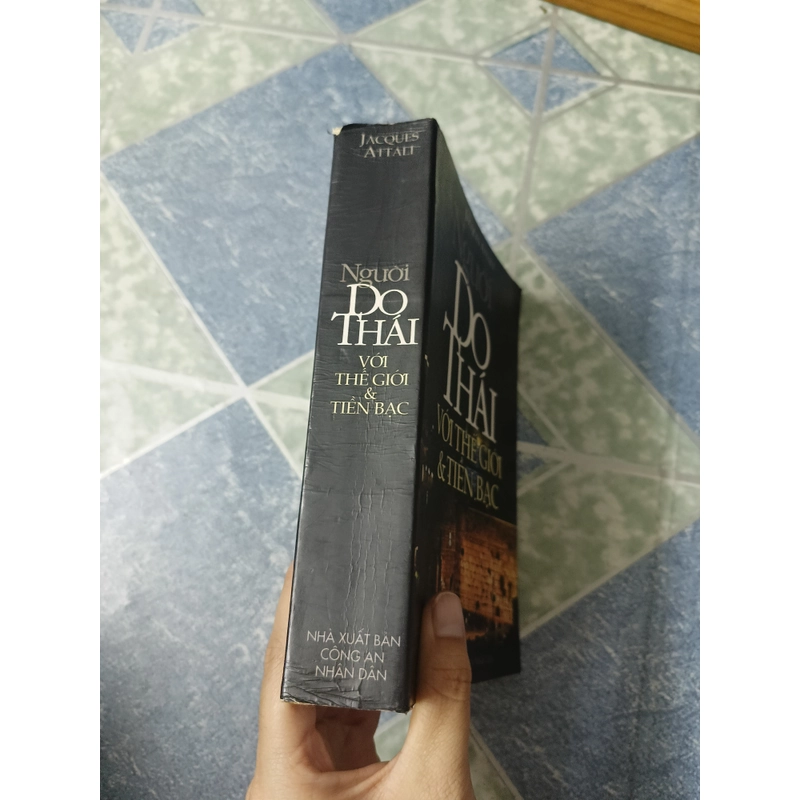 JACQUES
ATTALI
Người
DO
THÁI
VỚI
THẾ GIỚI
&
TIỀN BẠC
NHÀ XUẤT BẢN
CÔNG AN
NHÂN DÂN
DO
THÁI
VỚI THẾ GIỚI
& TIỀN BẠC